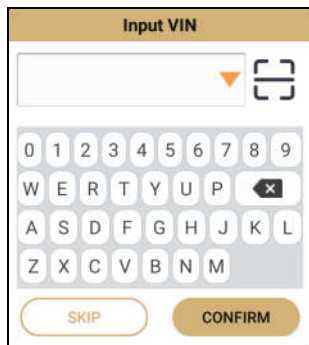 Input VIN
0 1 2 3 4 5 6 7 8 9
W E R T Y U P
A S D F G H J K L
Z X C V B N M
SKIP CONFIRM